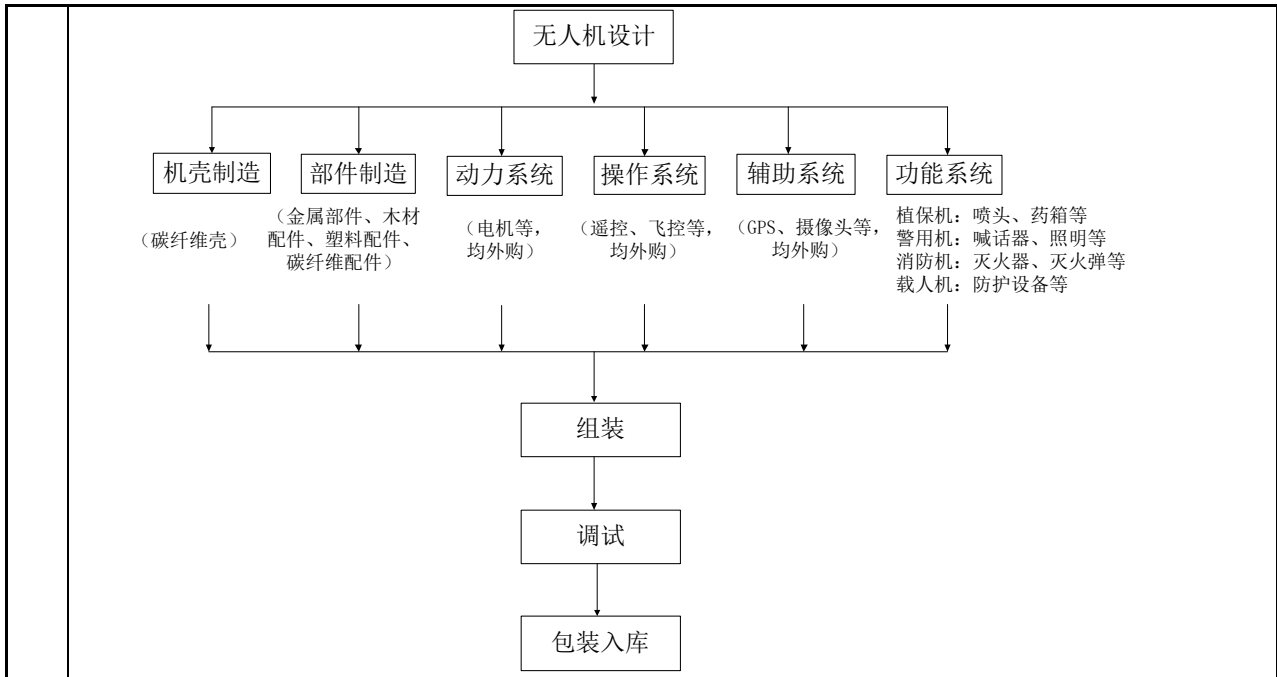 无人机设计
机壳制造
部件制造
动力系统
操作系统
辅助系统
功能系统
（碳纤维壳）
（金属部件、木材
配件、塑料配件、
碳纤维配件）
（电机等，
均外购）
（遥控、飞控等，
均外购）
（GPS、摄像头等，
均外购）
植保机：喷头、药箱等
警用机：喊话器、照明等
消防机：灭火器、灭火弹等
载人机：防护设备等
组装
调试
包装入库